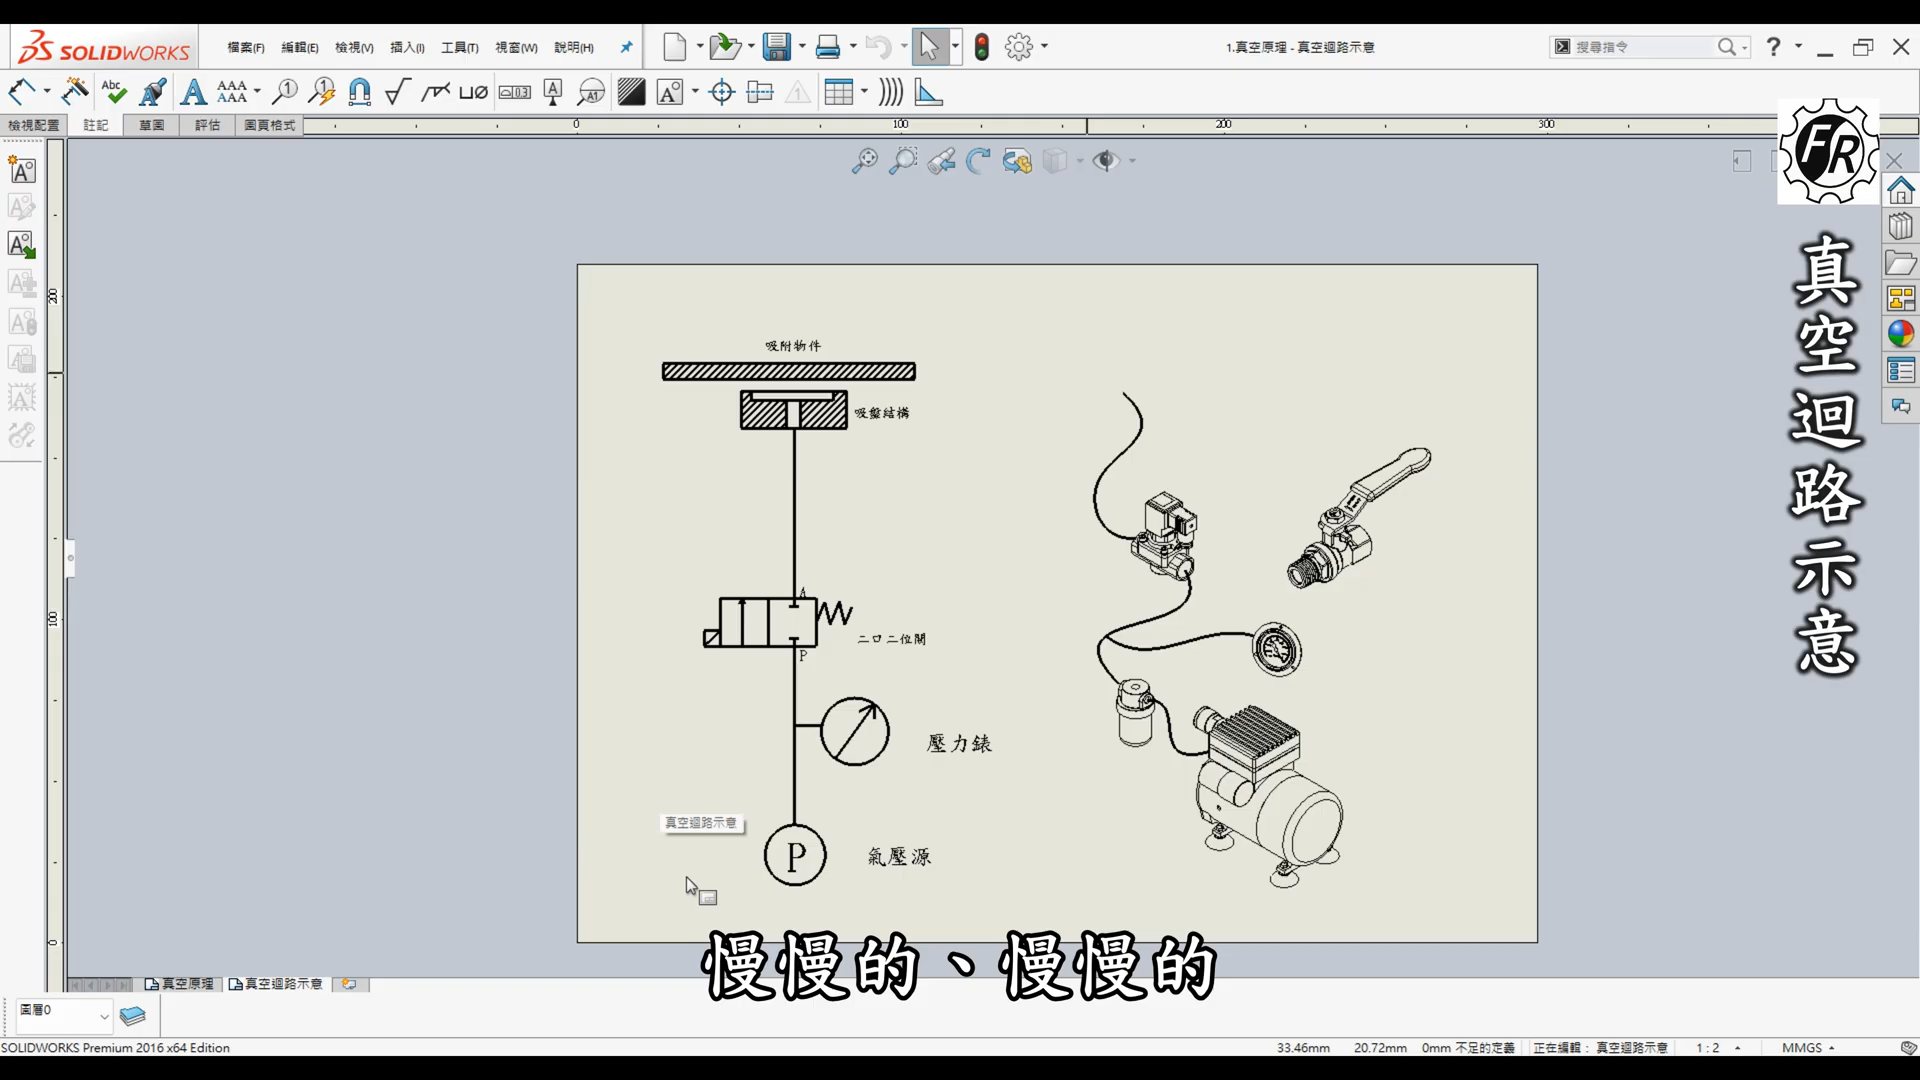 SOLIDWORKS
檔案(F) 編輯(E) 檢視(V) 插入(I) 工具(T) 視窗(W) 說明(H)
1.真空原理 - 真空迴路示意
搜尋指令
檢視配置 註記 草圖 評估 圖頁格式
0 100 200 300
200
100
0
FR
真空迴路示意
吸附物件
吸盤結構
A
二口二位閥
P
壓力錶
真空迴路示意
P
氣壓源
慢慢的、慢慢的
真空原理 真空迴路示意
圖層0
SOLIDWORKS Premium 2016 x64 Edition
33.46mm 20.72mm 0mm 不足的定義 正在編輯: 真空迴路示意 1 : 2 MMGS